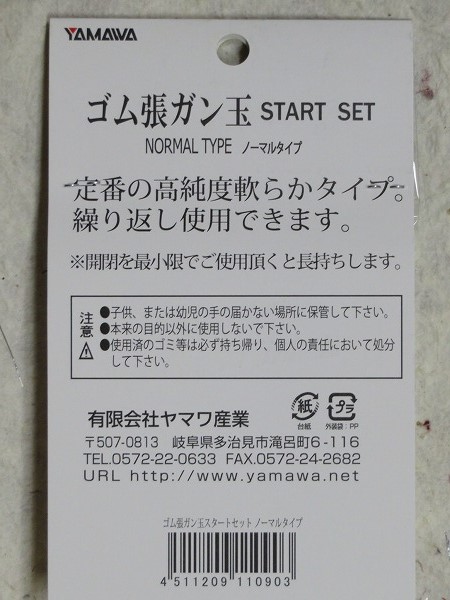 YAMAWA
ゴム張ガン玉 START SET
NORMAL TYPE ノーマルタイプ
定番の高純度軟らかタイプ。
繰り返し使用できます。
※開閉を最小限でご使用頂くと長持ちします。
注意
●子供、または幼児の手の届かない場所に保管して下さい。
●本来の目的以外に使用しないで下さい。
●使用済のゴミ等は必ず持ち帰り、個人の責任において処分
して下さい。
紙
台紙
プラ
外装袋：PP
有限会社ヤマワ産業
〒507-0813 岐阜県多治見市滝呂町6-116
TEL.0572-22-0633 FAX.0572-24-2682
URL http://www.yamawa.net
ゴム張ガン玉スタートセット ノーマルタイプ
4 511209 110903